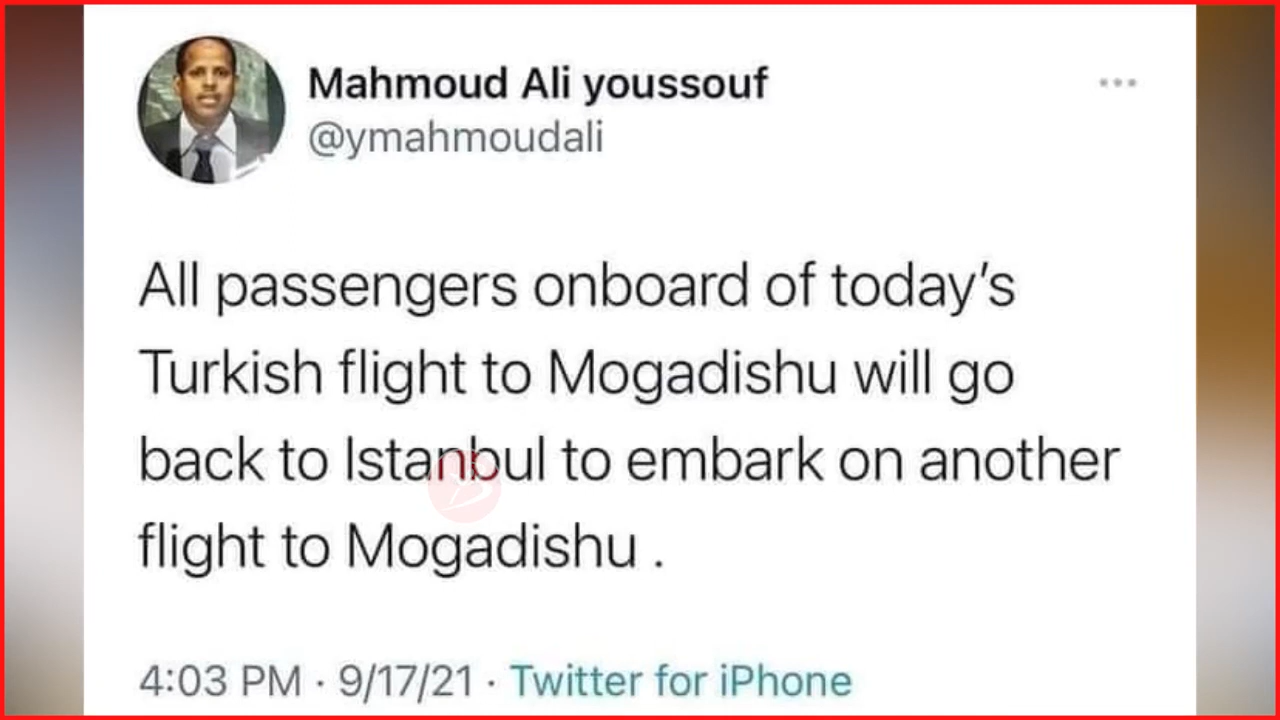 Mahmoud Ali youssouf
@ymahmoudali
All passengers onboard of today's
Turkish flight to Mogadishu will go
back to Istanbul to embark on another
flight to Mogadishu .
4:03 PM · 9/17/21 · Twitter for iPhone